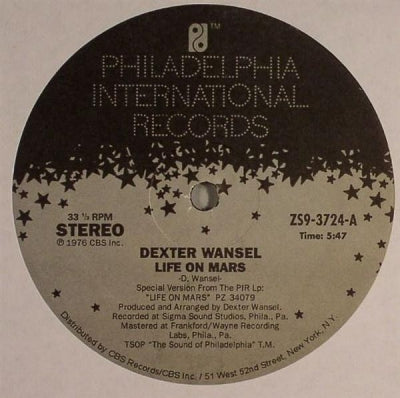 PHILADELPHIA
INTERNATIONAL
RECORDS
33 ⅓ RPM
STEREO
℗ 1976 CBS Inc.
ZS9-3724-A
Time: 5:47
DEXTER WANSEL
LIFE ON MARS
-D. Wansel-
Special Version From The PIR Lp:
"LIFE ON MARS" PZ 34079
Produced and Arranged by Dexter Wansel.
Recorded at Sigma Sound Studios, Phila., Pa.
Mastered at Frankford/Wayne Recording
Labs, Phila., Pa.
TSOP "The Sound of Philadelphia" T.M.
Distributed by CBS Records/CBS Inc. / 51 West 52nd Street, New York, N.Y.